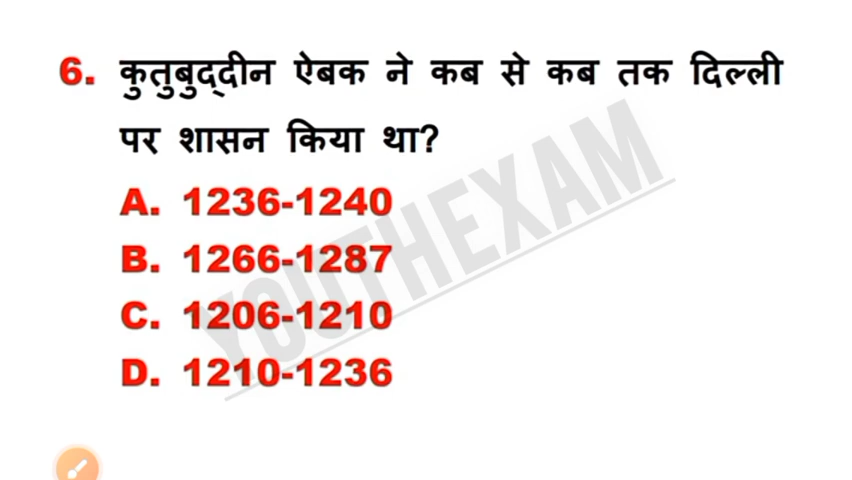 6. कुतुबुद्दीन ऐबक ने कब से कब तक दिल्ली
पर शासन किया था?
A. 1236-1240
B. 1266-1287
C. 1206-1210
D. 1210-1236
YOUTHEXAM